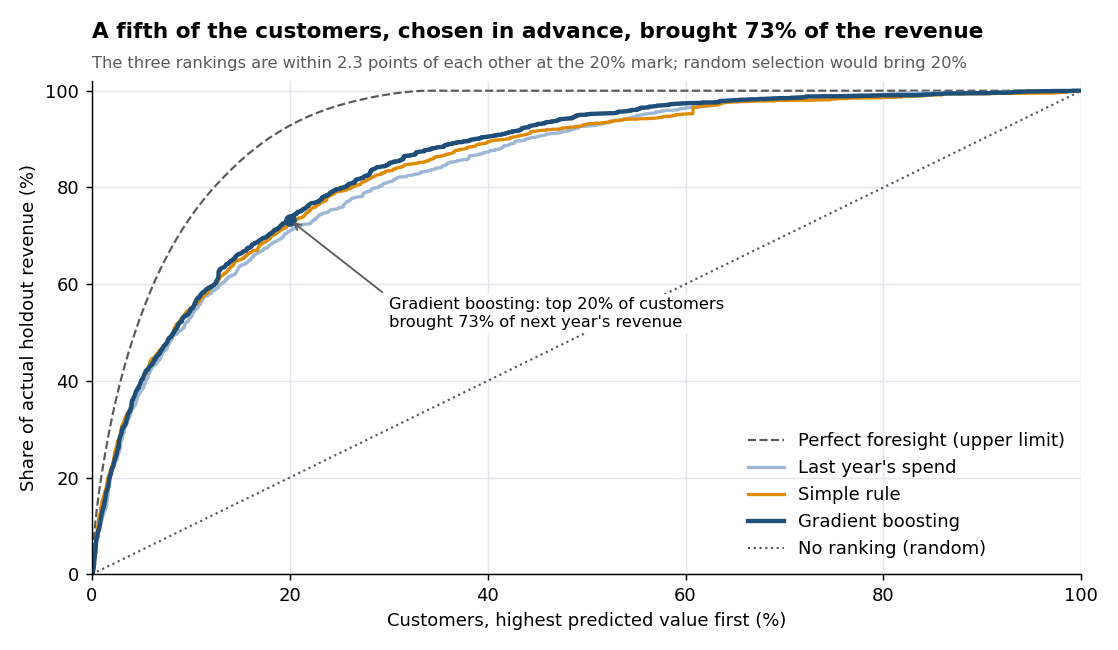 A fifth of the customers, chosen in advance, brought 73% of the revenue
The three rankings are within 2.3 points of each other at the 20% mark; random selection would bring 20%
Share of actual holdout revenue (%)
100
80
60
40
20
0
Gradient boosting: top 20% of customers
brought 73% of next year's revenue
Perfect foresight (upper limit)
Last year's spend
Simple rule
Gradient boosting
No ranking (random)
0 20 40 60 80 100
Customers, highest predicted value first (%)